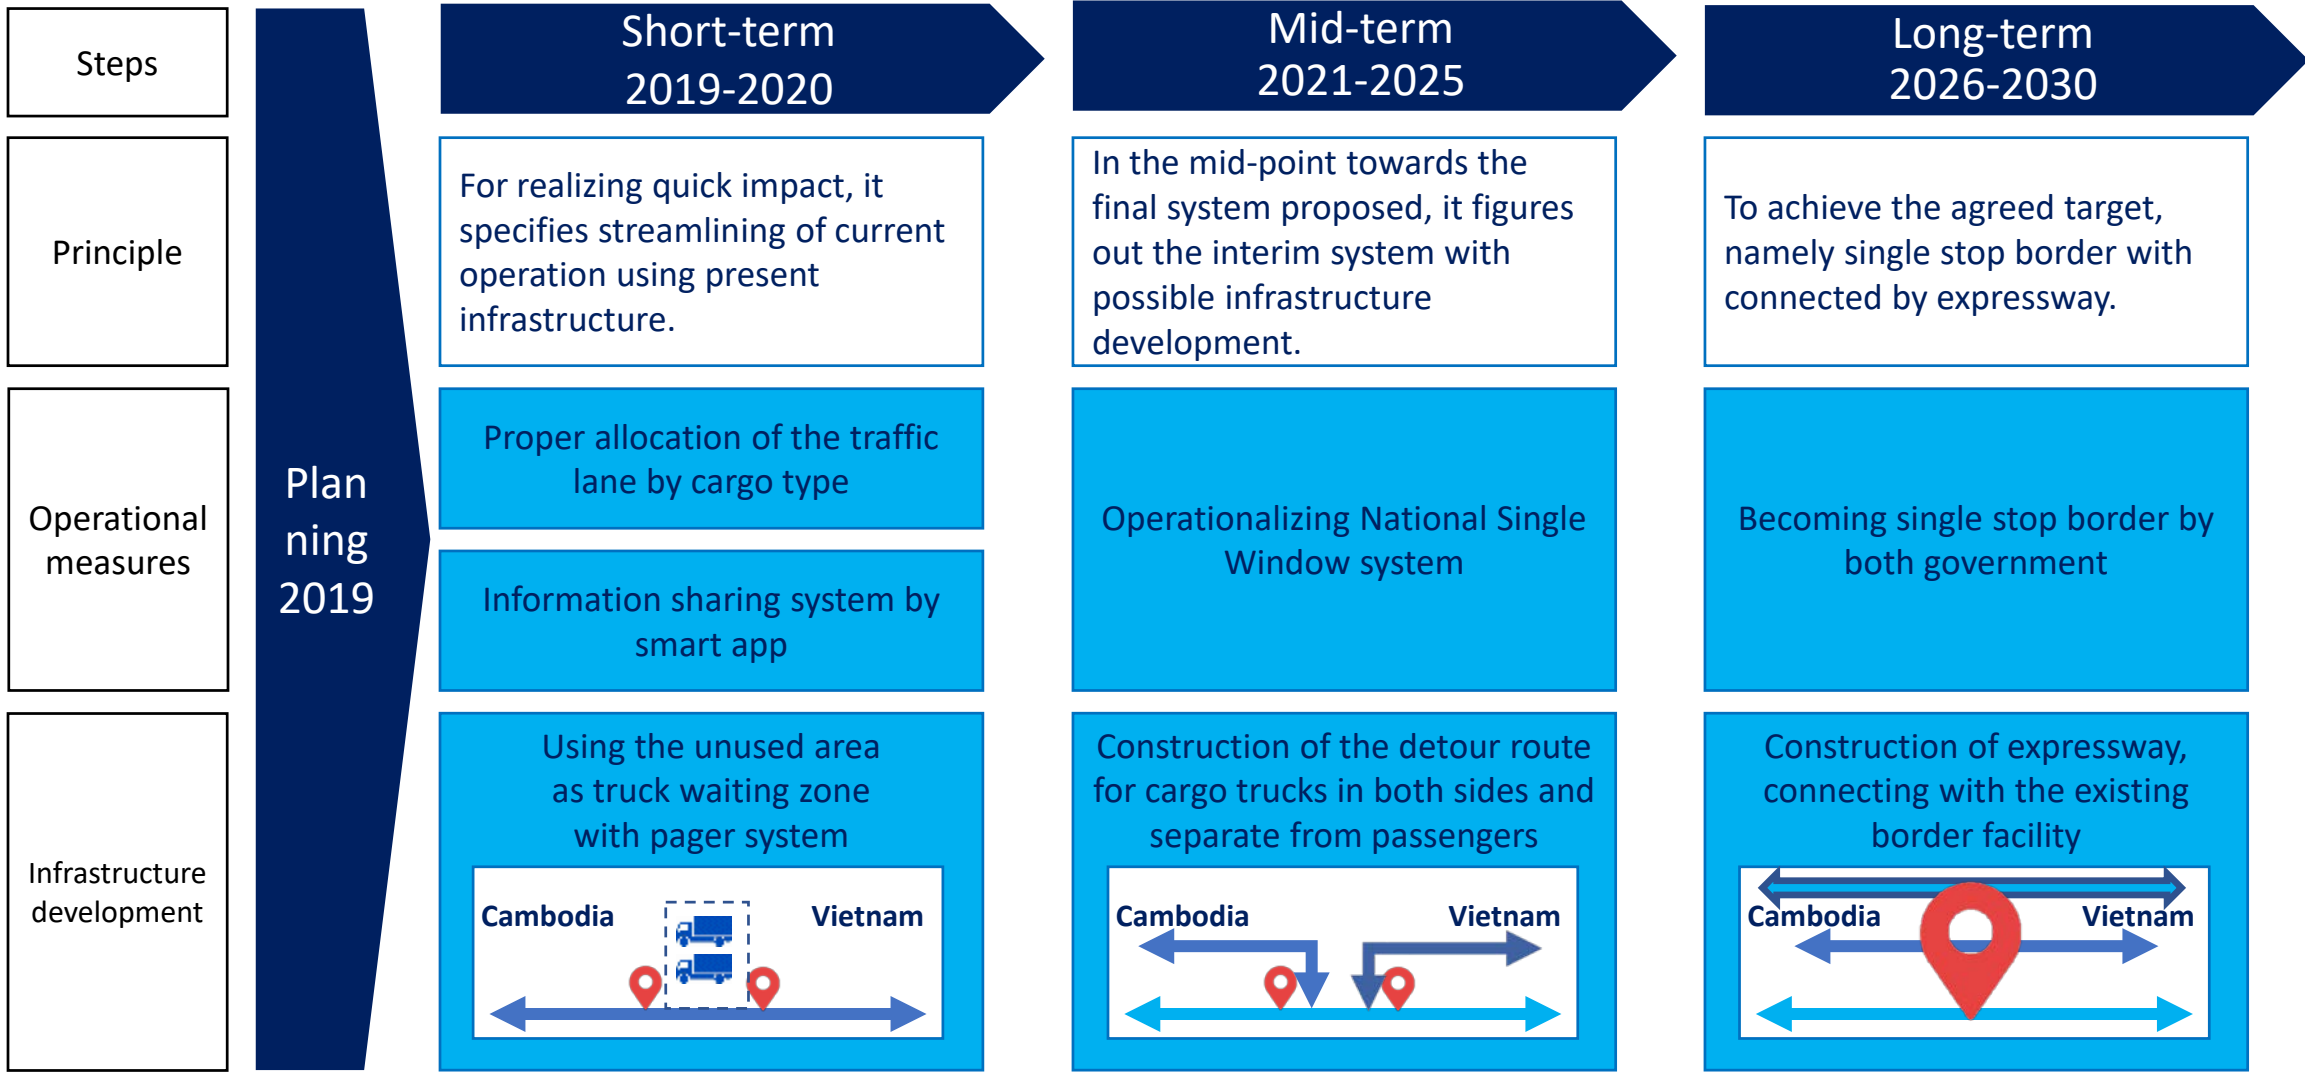 Steps
Short-term
2019-2020
Mid-term
2021-2025
Long-term
2026-2030
Plan
ning
2019
Principle
For realizing quick impact, it
specifies streamlining of current
operation using present
infrastructure.
In the mid-point towards the
final system proposed, it figures
out the interim system with
possible infrastructure
development.
To achieve the agreed target,
namely single stop border with
connected by expressway.
Operational
measures
Proper allocation of the traffic
lane by cargo type
Information sharing system by
smart app
Operationalizing National Single
Window system
Becoming single stop border by
both government
Infrastructure
development
Using the unused area
as truck waiting zone
with pager system
Cambodia
Vietnam
Construction of the detour route
for cargo trucks in both sides and
separate from passengers
Cambodia
Vietnam
Construction of expressway,
connecting with the existing
border facility
Cambodia
Vietnam